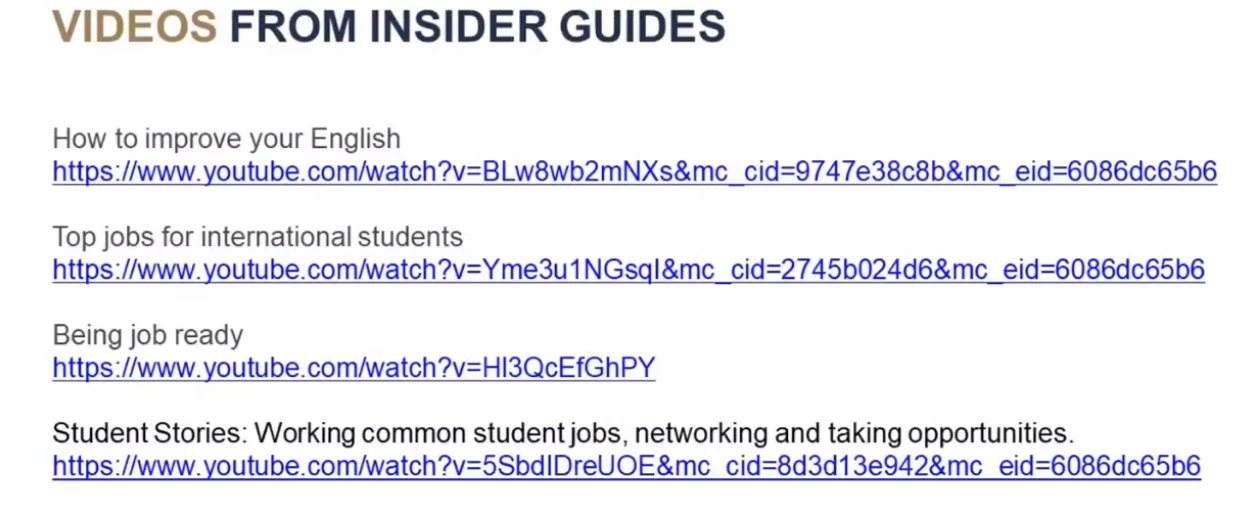 VIDEOS FROM INSIDER GUIDES
How to improve your English
https://www.youtube.com/watch?v=BLw8wb2mNXs&mc_cid=9747e38c8b&mc_eid=6086dc65b6
Top jobs for international students
https://www.youtube.com/watch?v=Yme3u1NGsqI&mc_cid=2745b024d6&mc_eid=6086dc65b6
Being job ready
https://www.youtube.com/watch?v=HI3QcEfGhPY
Student Stories: Working common student jobs, networking and taking opportunities.
https://www.youtube.com/watch?v=5SbdIDreUOE&mc_cid=8d3d13e942&mc_eid=6086dc65b6